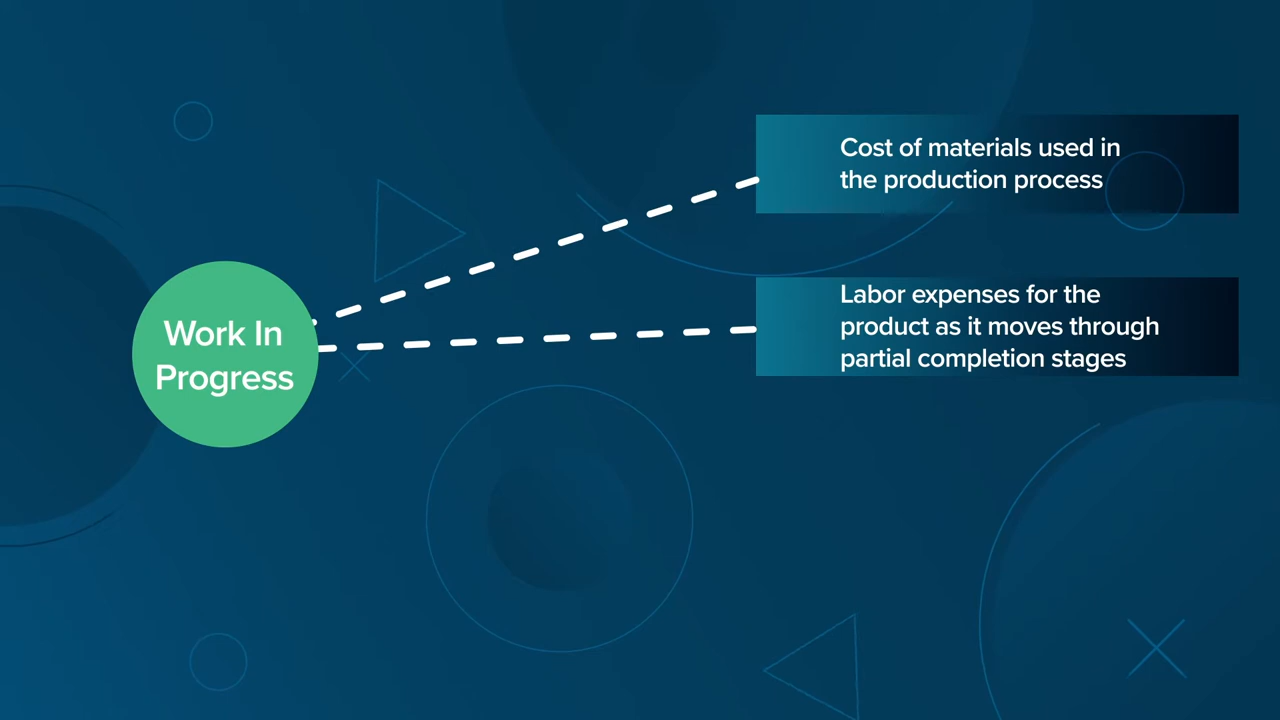 Work In
Progress
Cost of materials used in
the production process
Labor expenses for the
product as it moves through
partial completion stages